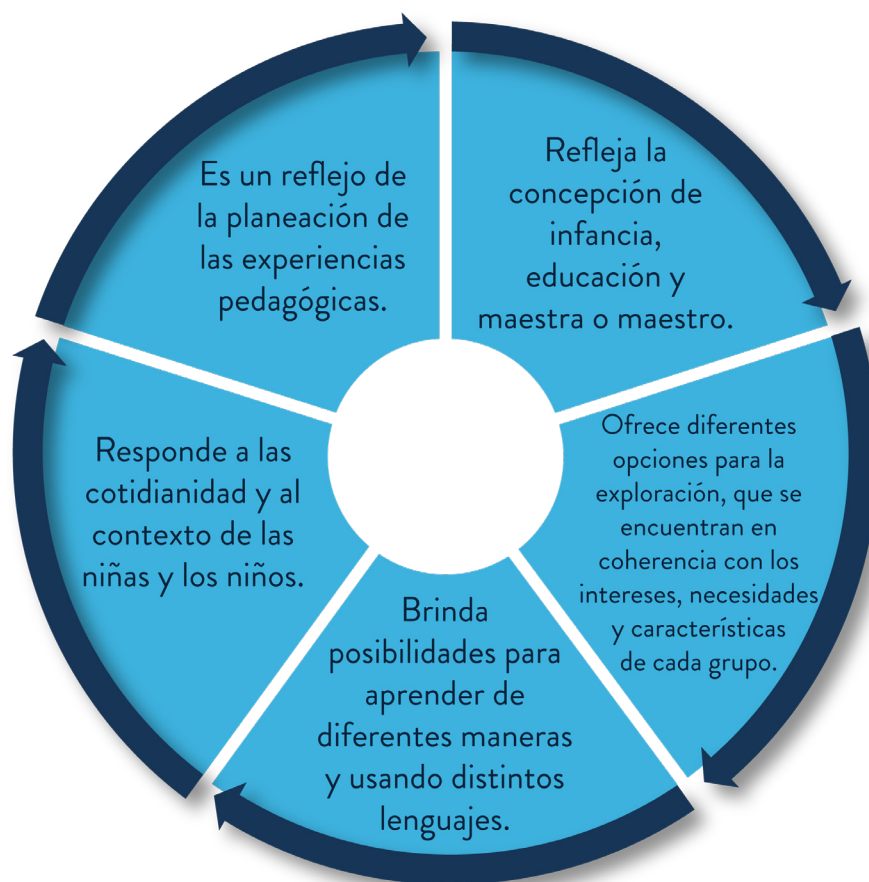 Refleja la
concepción de
infancia,
educación y
maestra o maestro.
Ofrece diferentes
opciones para la
exploración, que se
encuentran en
coherencia con los
intereses, necesidades
y características
de cada grupo.
Brinda
posibilidades para
aprender de
diferentes maneras
y usando distintos
lenguajes.
Responde a las
cotidianidad y al
contexto de las
niñas y los niños.
Es un reflejo de
la planeación de
las experiencias
pedagógicas.